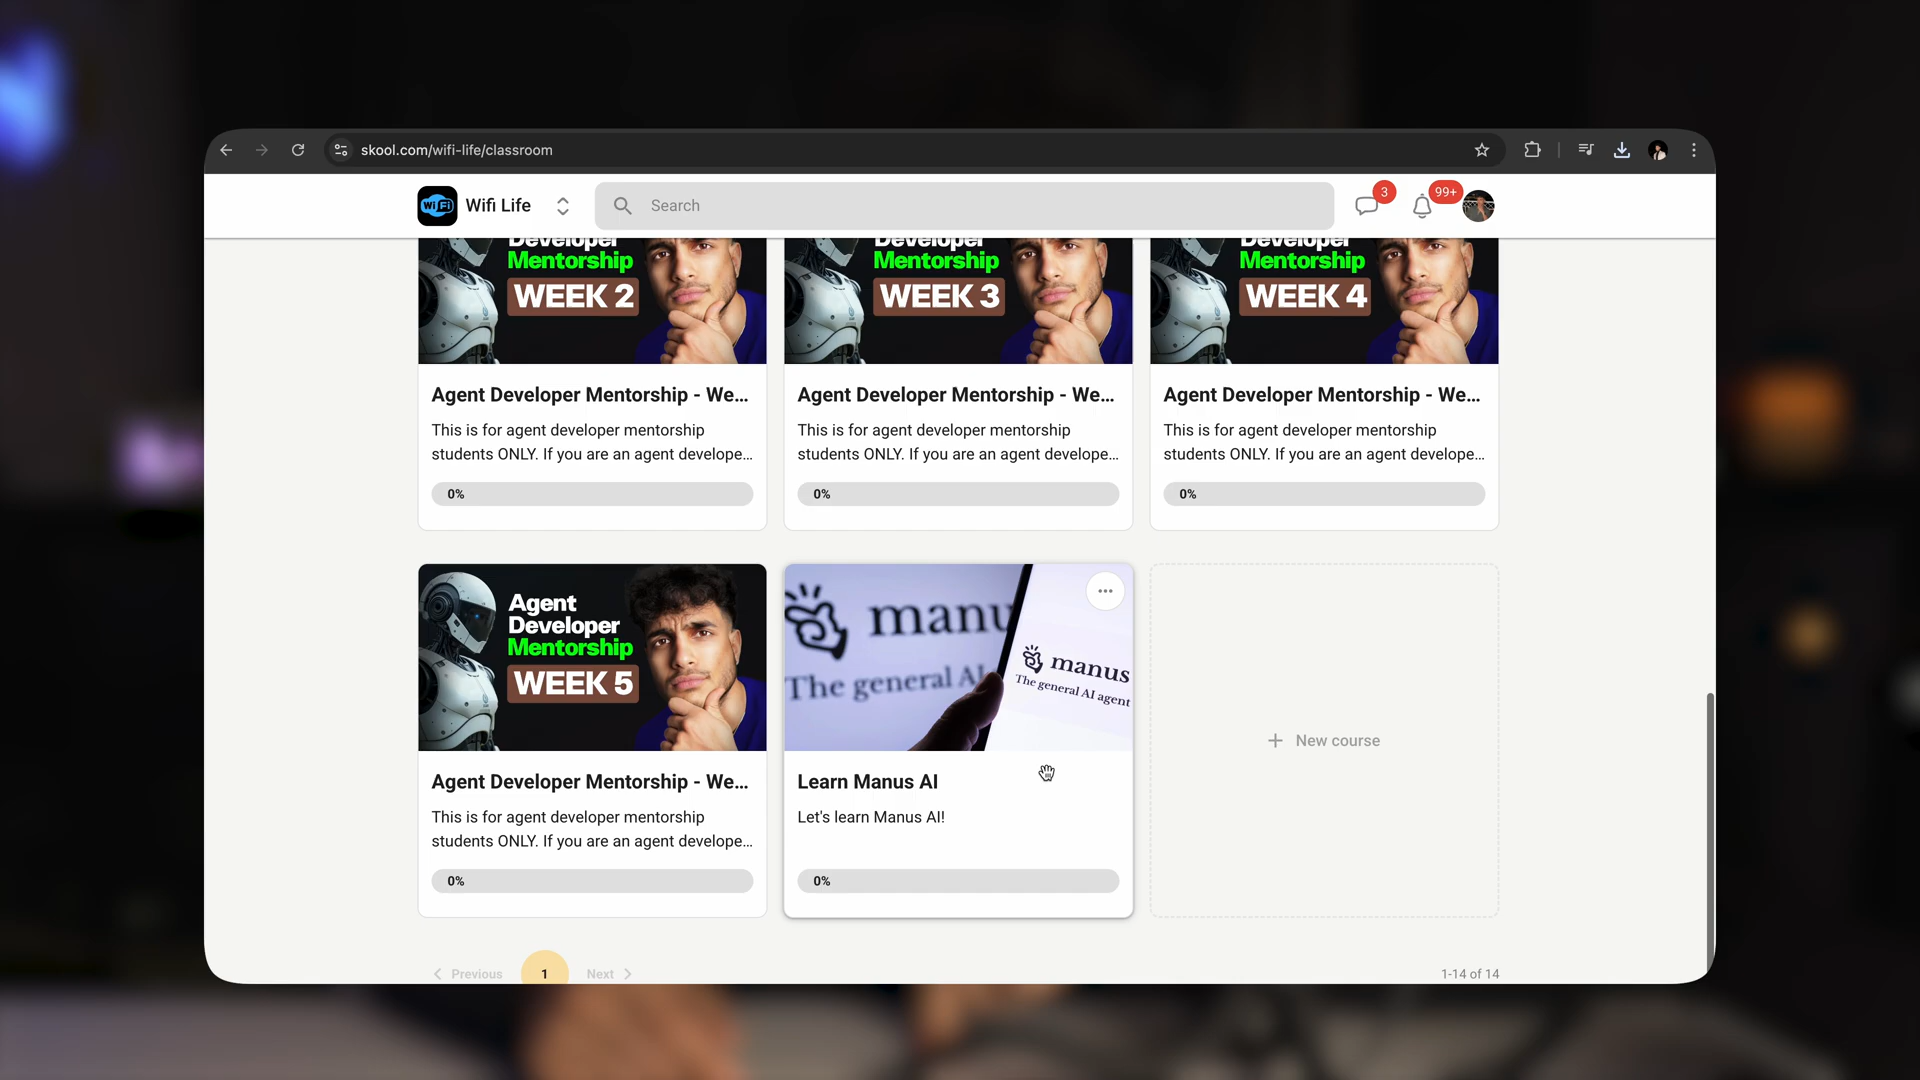 skool.com/wifi-life/classroom
WiFi
Wifi Life
Search
3
99+
Developer
Mentorship
WEEK 2
Developer
Mentorship
WEEK 3
Developer
Mentorship
WEEK 4
Agent Developer Mentorship - We...
This is for agent developer mentorship
students ONLY. If you are an agent develope...
0%
Agent Developer Mentorship - We...
This is for agent developer mentorship
students ONLY. If you are an agent develope...
0%
Agent Developer Mentorship - We...
This is for agent developer mentorship
students ONLY. If you are an agent develope...
0%
Agent
Developer
Mentorship
WEEK 5
manu
The general AI
manus
The general AI agent
New course
Agent Developer Mentorship - We...
This is for agent developer mentorship
students ONLY. If you are an agent develope...
0%
Learn Manus AI
Let's learn Manus AI!
0%
Previous
1
Next
1-14 of 14